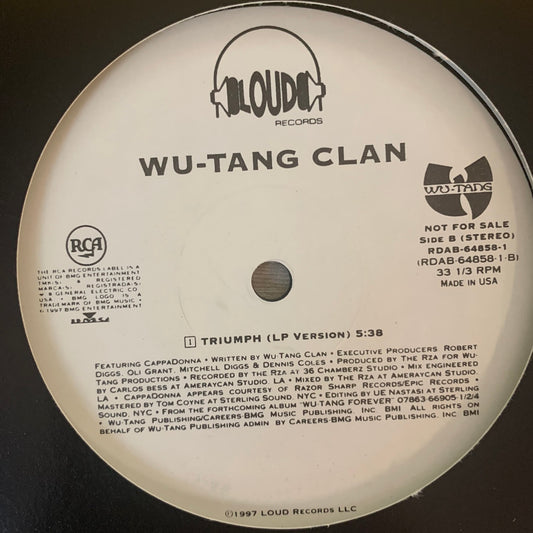 LOUD
RECORDS
WU-TANG CLAN
WU-TANG
NOT FOR SALE
SIDE B (STEREO)
RDAB-64858-1
(RDAB-64858-1-B)
33 1/3 RPM
MADE IN USA
RCA
THE RCA RECORDS LABEL IS A
UNIT OF BMG ENTERTAINMENT
TMK(S) ® REGISTERED
MARCA(S) REGISTRADA(S)
® GENERAL ELECTRIC CO.,
USA • BMG LOGO IS A
TRADEMARK OF BMG MUSIC •
© 1997 BMG ENTERTAINMENT
BMG
1 TRIUMPH (LP VERSION) 5:38
FEATURING CAPPADONNA • WRITTEN BY WU-TANG CLAN • EXECUTIVE PRODUCERS: ROBERT
DIGGS, OLI GRANT, MITCHELL DIGGS & DENNIS COLES • PRODUCED BY THE RZA FOR WU-
TANG PRODUCTIONS • RECORDED BY THE RZA AT 36 CHAMBERZ STUDIO • MIX ENGINEERED
BY CARLOS BESS AT AMERAYCAN STUDIO, LA • MIXED BY THE RZA AT AMERAYCAN STUDIO,
LA • CAPPADONNA APPEARS COURTESY OF RAZOR SHARP RECORDS/EPIC RECORDS •
MASTERED BY TOM COYNE AT STERLING SOUND, NYC • EDITING BY UE NASTASI AT STERLING
SOUND, NYC • FROM THE FORTHCOMING ALBUM "WU-TANG FOREVER" 07863-66905-1/2/4
• WU-TANG PUBLISHING/CAREERS-BMG MUSIC PUBLISHING, INC. BMI ALL RIGHTS ON
BEHALF OF WU-TANG PUBLISHING ADMIN. BY CAREERS-BMG MUSIC PUBLISHING, INC. BMI
℗©1997 LOUD RECORDS LLC